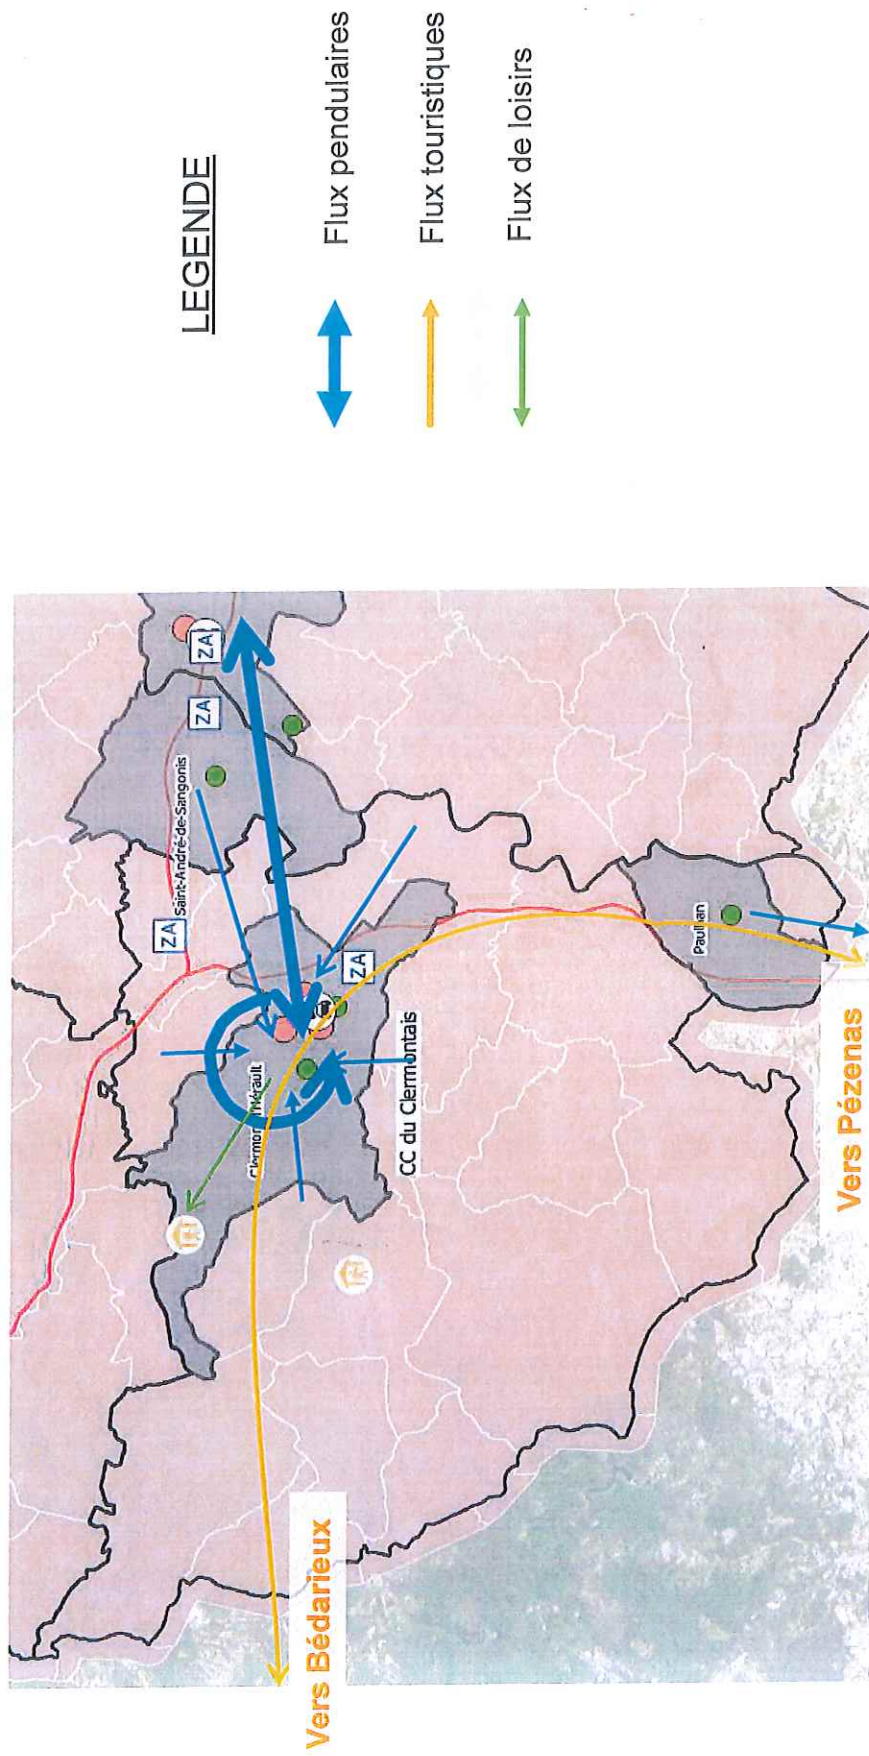 LEGENDE
Flux pendulaires
Flux touristiques
Flux de loisirs
ZA
ZA
Saint-André-de-Sangonis
ZA
ZA
CC du Clermontais
Paulhan
Vers Bédarieux
Vers Pézenas